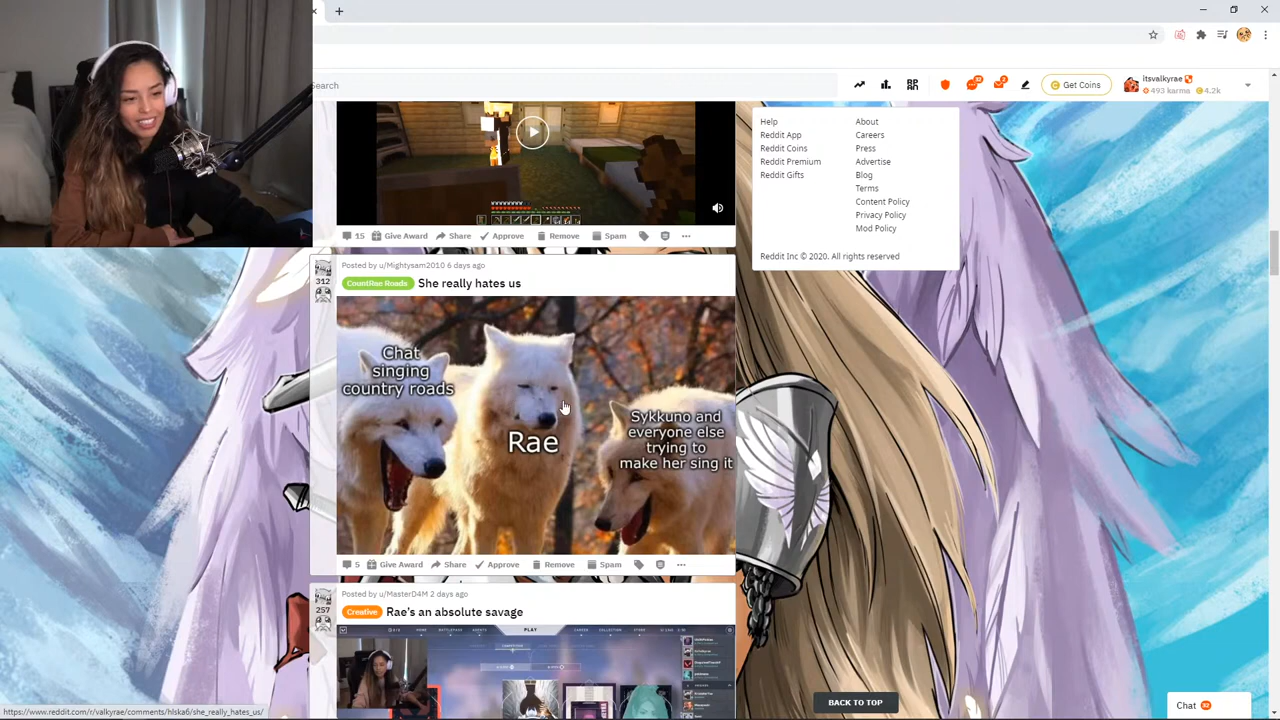 Search
Get Coins
itsvalkyrae
493 karma
4.2k
Help
About
Reddit App
Careers
Reddit Coins
Press
Reddit Premium
Advertise
Reddit Gifts
Blog
Terms
Content Policy
Privacy Policy
Mod Policy
Reddit Inc © 2020. All rights reserved
15 Give Award Share Approve Remove Spam
Posted by u/Mightysam2010 6 days ago
312
CountRae Roads She really hates us
Chat
singing
country roads
Rae
Sykkuno and
everyone else
trying to
make her sing it
5 Give Award Share Approve Remove Spam
Posted by u/MasterD4M 2 days ago
257
Creative Rae's an absolute savage
PLAY
BACK TO TOP
Chat
https://www.reddit.com/r/valkyrae/comments/hlska6/she_really_hates_us/